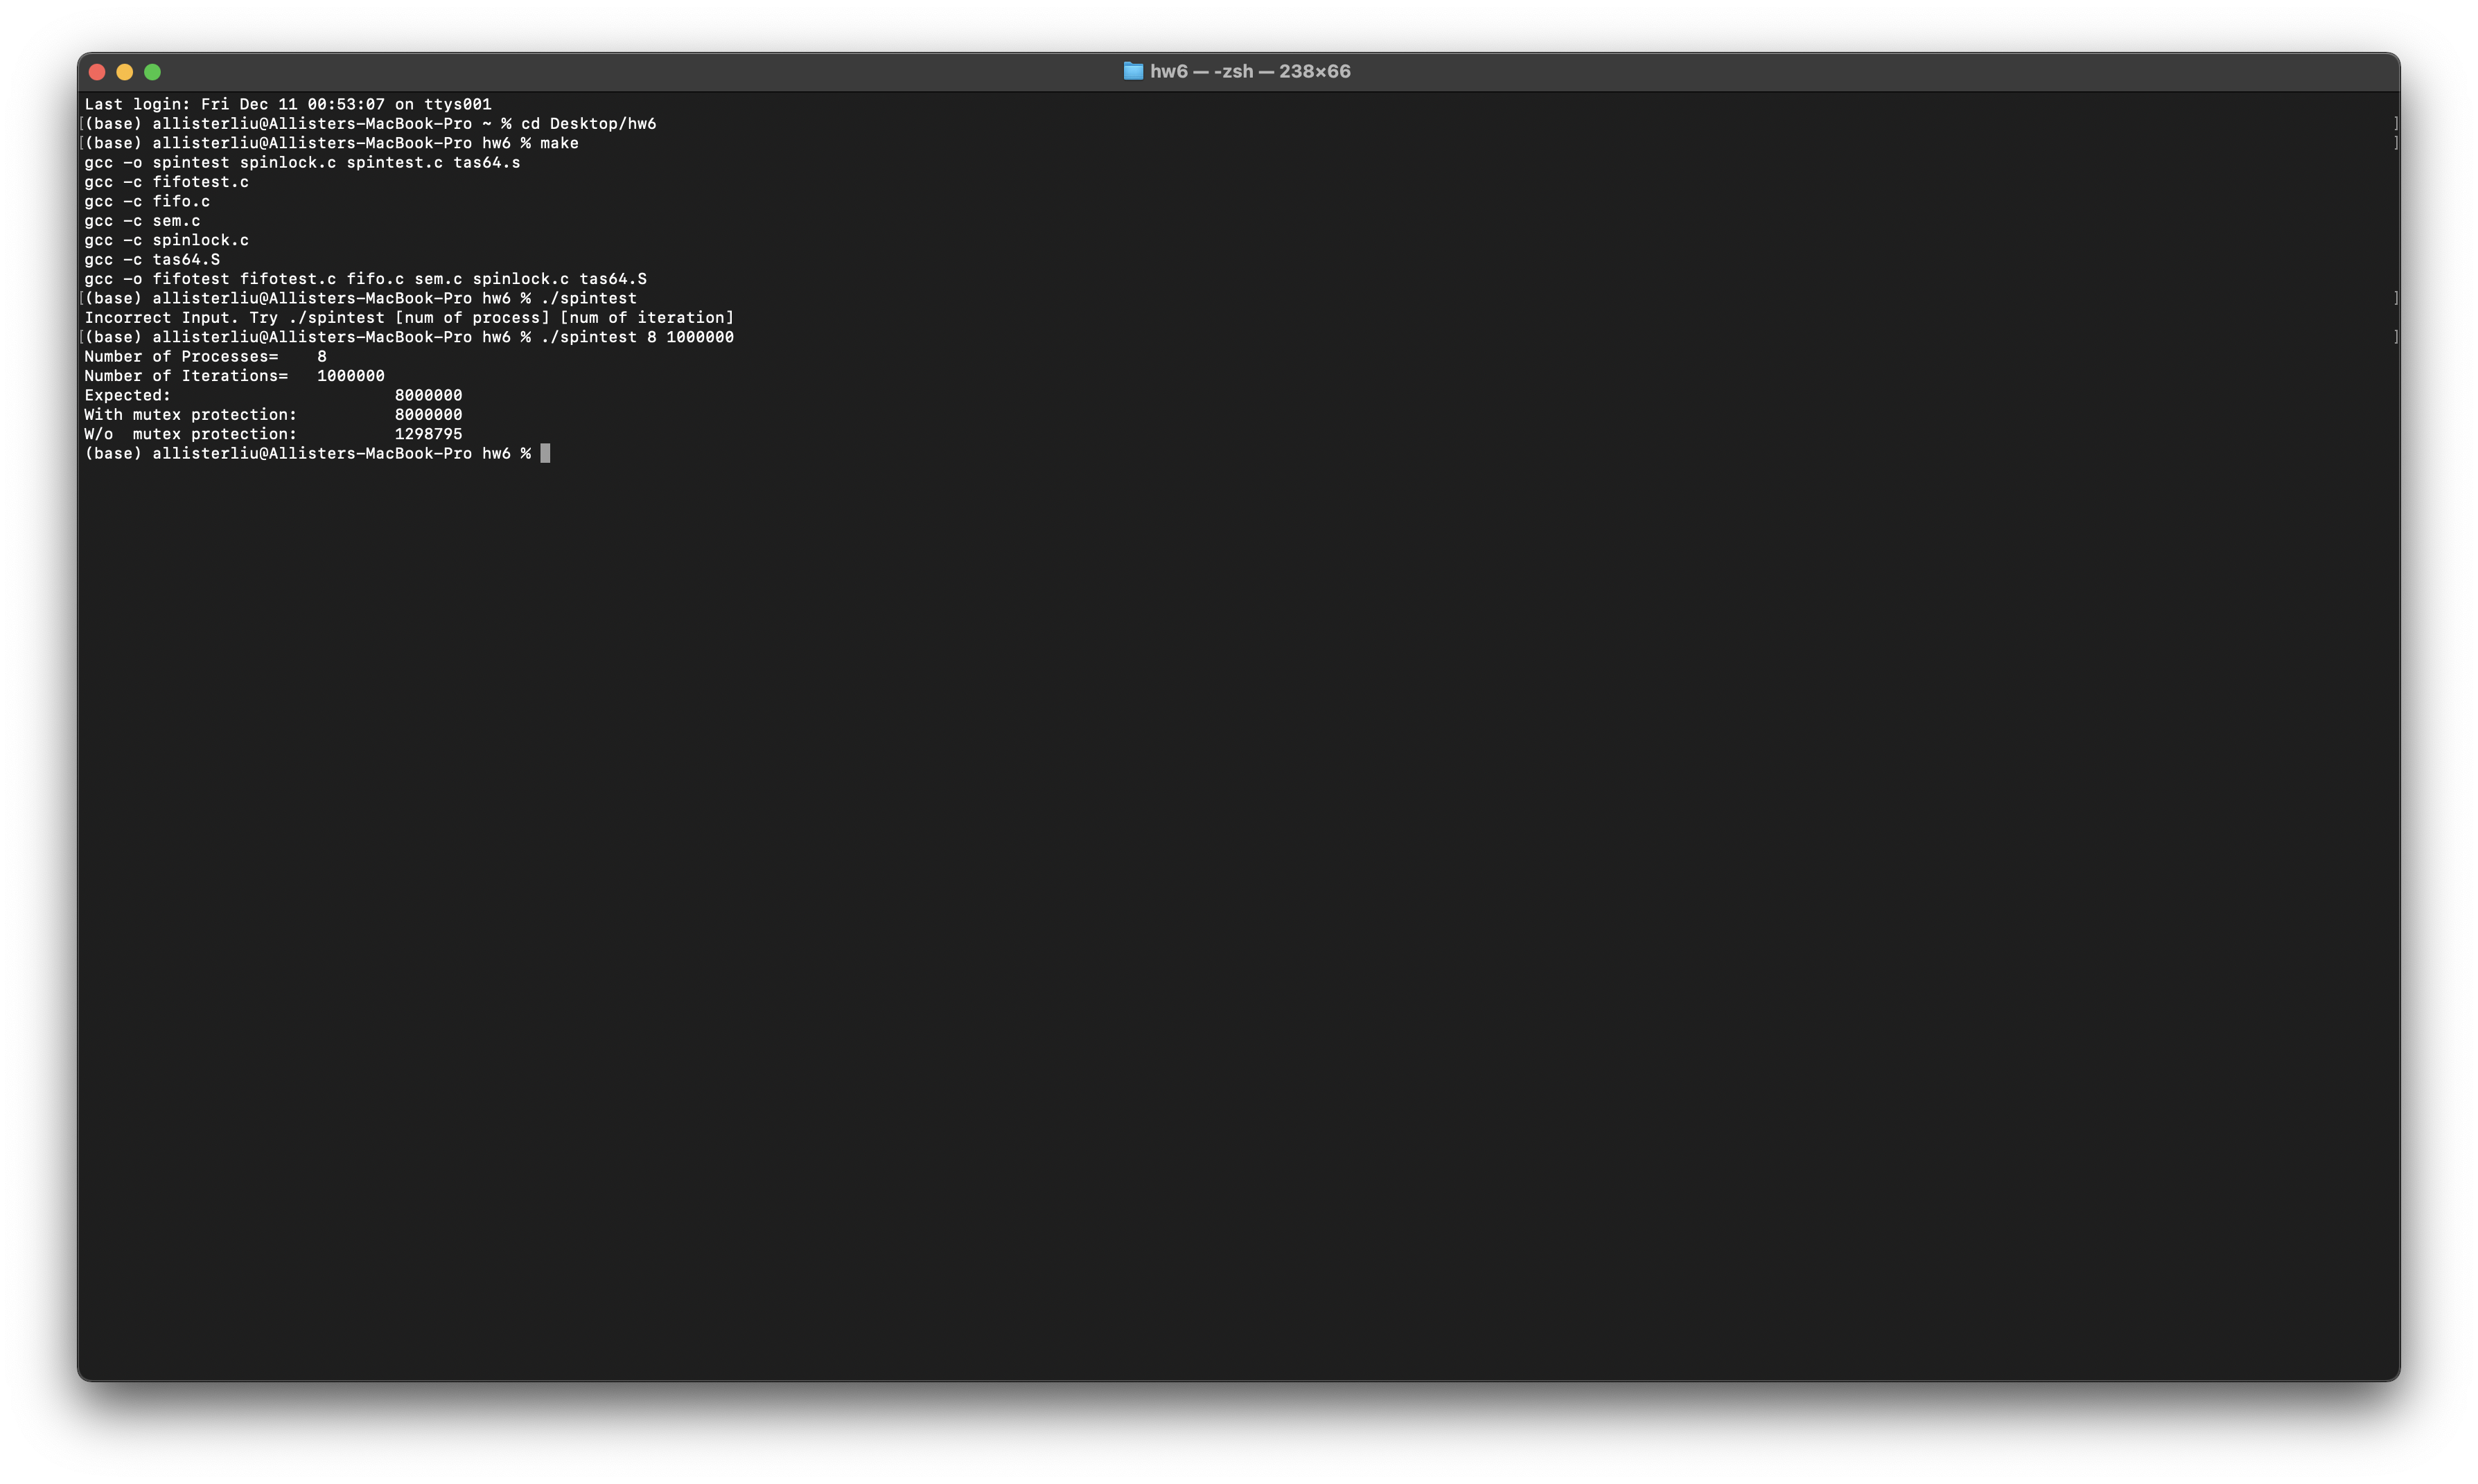 hw6 — -zsh — 238×66
Last login: Fri Dec 11 00:53:07 on ttys001
[(base) allisterliu@Allisters-MacBook-Pro ~ % cd Desktop/hw6 ]
[(base) allisterliu@Allisters-MacBook-Pro hw6 % make ]
gcc -o spintest spinlock.c spintest.c tas64.s
gcc -c fifotest.c
gcc -c fifo.c
gcc -c sem.c
gcc -c spinlock.c
gcc -c tas64.S
gcc -o fifotest fifotest.c fifo.c sem.c spinlock.c tas64.S
[(base) allisterliu@Allisters-MacBook-Pro hw6 % ./spintest ]
Incorrect Input. Try ./spintest [num of process] [num of iteration]
[(base) allisterliu@Allisters-MacBook-Pro hw6 % ./spintest 8 1000000 ]
Number of Processes=    8
Number of Iterations=   1000000
Expected:                       8000000
With mutex protection:          8000000
W/o  mutex protection:          1298795
(base) allisterliu@Allisters-MacBook-Pro hw6 %